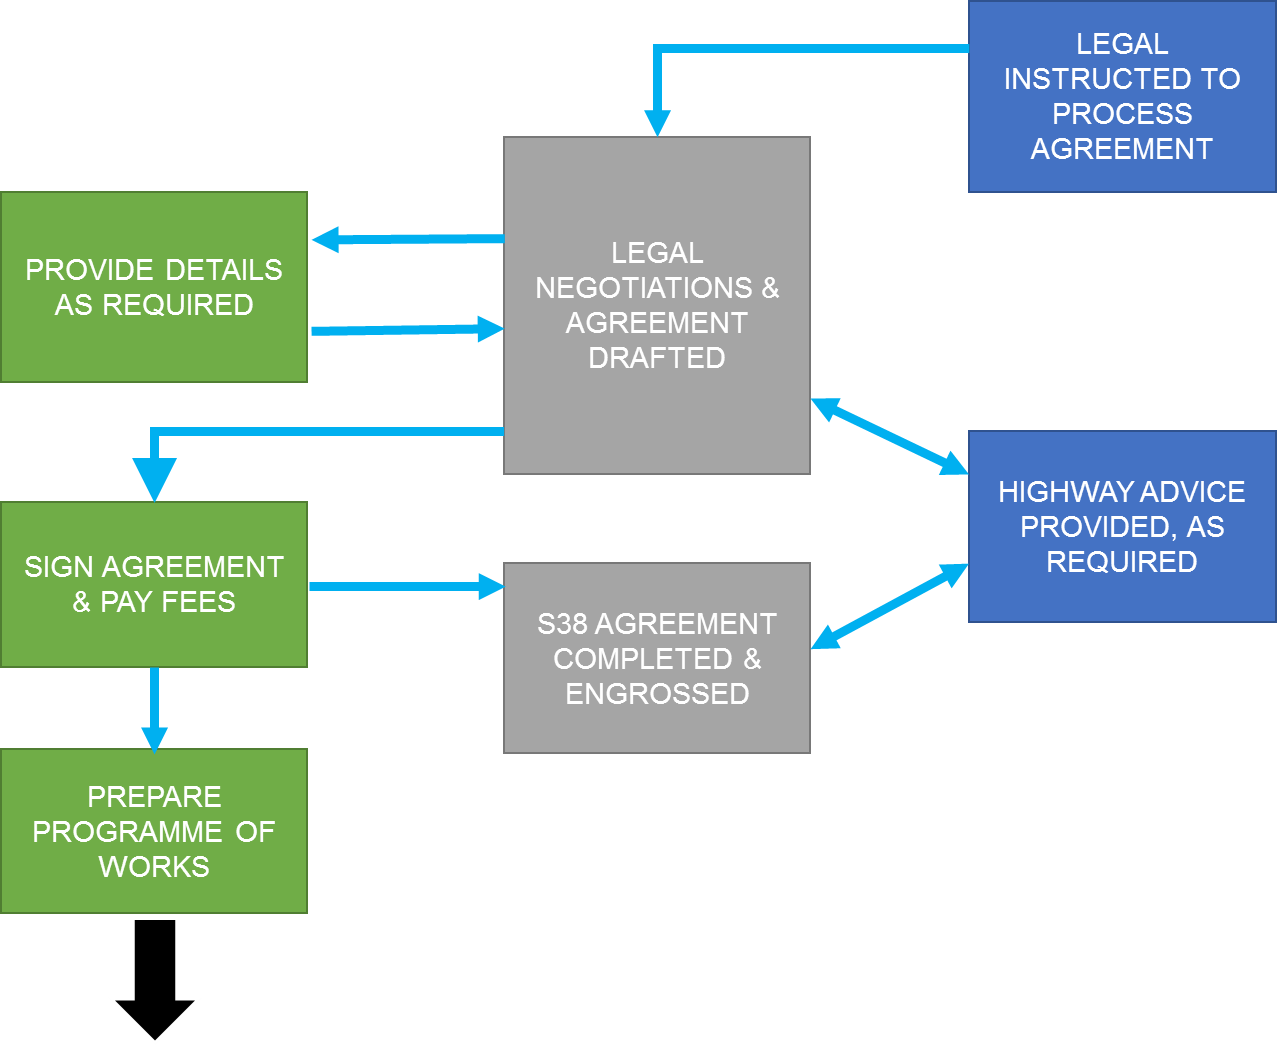 LEGAL
INSTRUCTED TO
PROCESS
AGREEMENT
LEGAL
NEGOTIATIONS &
AGREEMENT
DRAFTED
PROVIDE DETAILS
AS REQUIRED
HIGHWAY ADVICE
PROVIDED, AS
REQUIRED
SIGN AGREEMENT
& PAY FEES
S38 AGREEMENT
COMPLETED &
ENGROSSED
PREPARE
PROGRAMME OF
WORKS